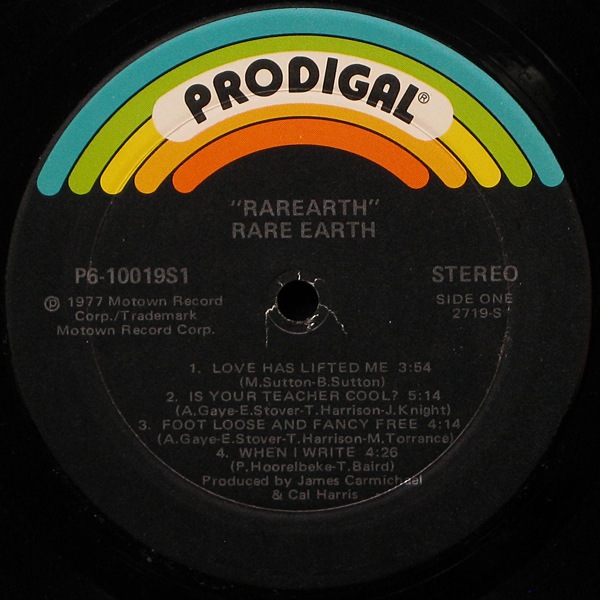 PRODIGAL®
"RAREARTH"
RARE EARTH
P6-10019S1
STEREO
℗ 1977 Motown Record
Corp./Trademark
Motown Record Corp.
SIDE ONE
2719-S
1. LOVE HAS LIFTED ME 3:54
(M.Sutton-B.Sutton)
2. IS YOUR TEACHER COOL? 5:14
(A.Gaye-E.Stover-T.Harrison-J.Knight)
3. FOOT LOOSE AND FANCY FREE 4:14
(A.Gaye-E.Stover-T.Harrison-M.Torrance)
4. WHEN I WRITE 4:26
(P.Hoorelbeke-T.Baird)
Produced by James Carmichael
& Cal Harris